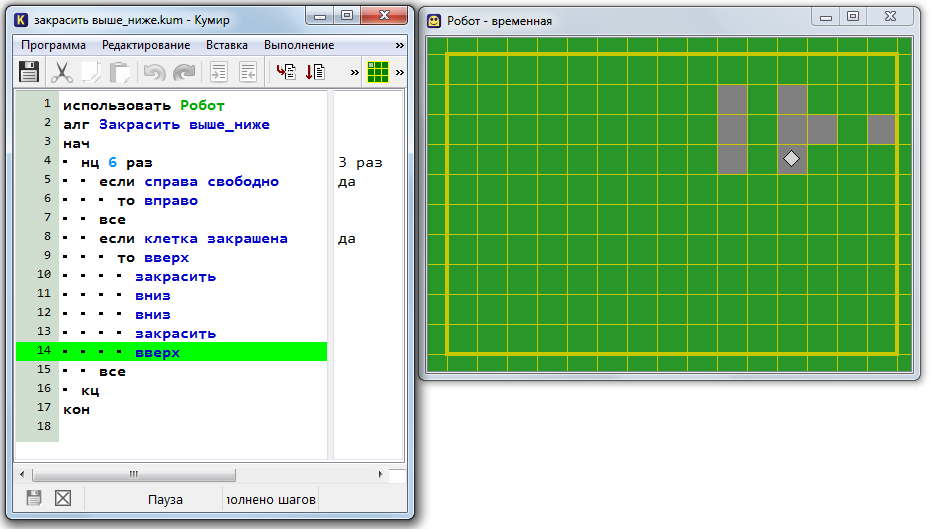 закрасить выше_ниже.kum - Кумир
Программа Редактирование Вставка Выполнение »
» »
1 использовать Робот
2 алг Закрасить выше_ниже
3 нач
4 нц 6 раз 3 раз
5 если справа свободно да
6 то вправо
7 все
8 если клетка закрашена да
9 то вверх
10 закрасить
11 вниз
12 вниз
13 закрасить
14 вверх
15 все
16 кц
17 кон
18
Пауза
полнено шагов
Робот - временная